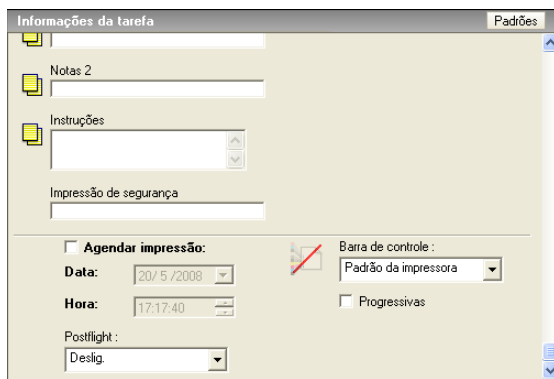 Informações da tarefa
Padrões
Notas 2
Instruções
Impressão de segurança
Agendar impressão:
Barra de controle :
Data:
20/ 5 /2008
Padrão da impressora
Hora:
17:17:40
Progressivas
Postflight :
Deslig.